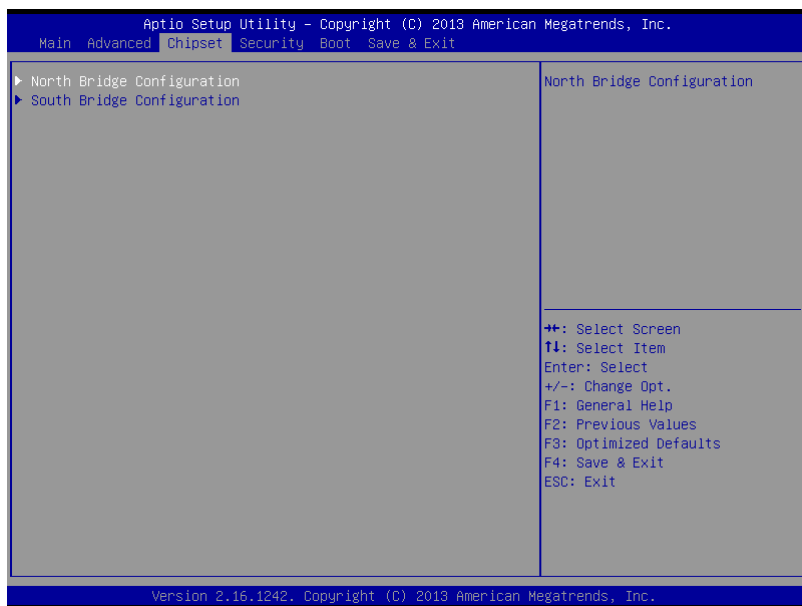 Aptio Setup Utility – Copyright (C) 2013 American Megatrends, Inc.
Main Advanced Chipset Security Boot Save & Exit
▶ North Bridge Configuration
▶ South Bridge Configuration
North Bridge Configuration
→←: Select Screen
↑↓: Select Item
Enter: Select
+/-: Change Opt.
F1: General Help
F2: Previous Values
F3: Optimized Defaults
F4: Save & Exit
ESC: Exit
Version 2.16.1242. Copyright (C) 2013 American Megatrends, Inc.